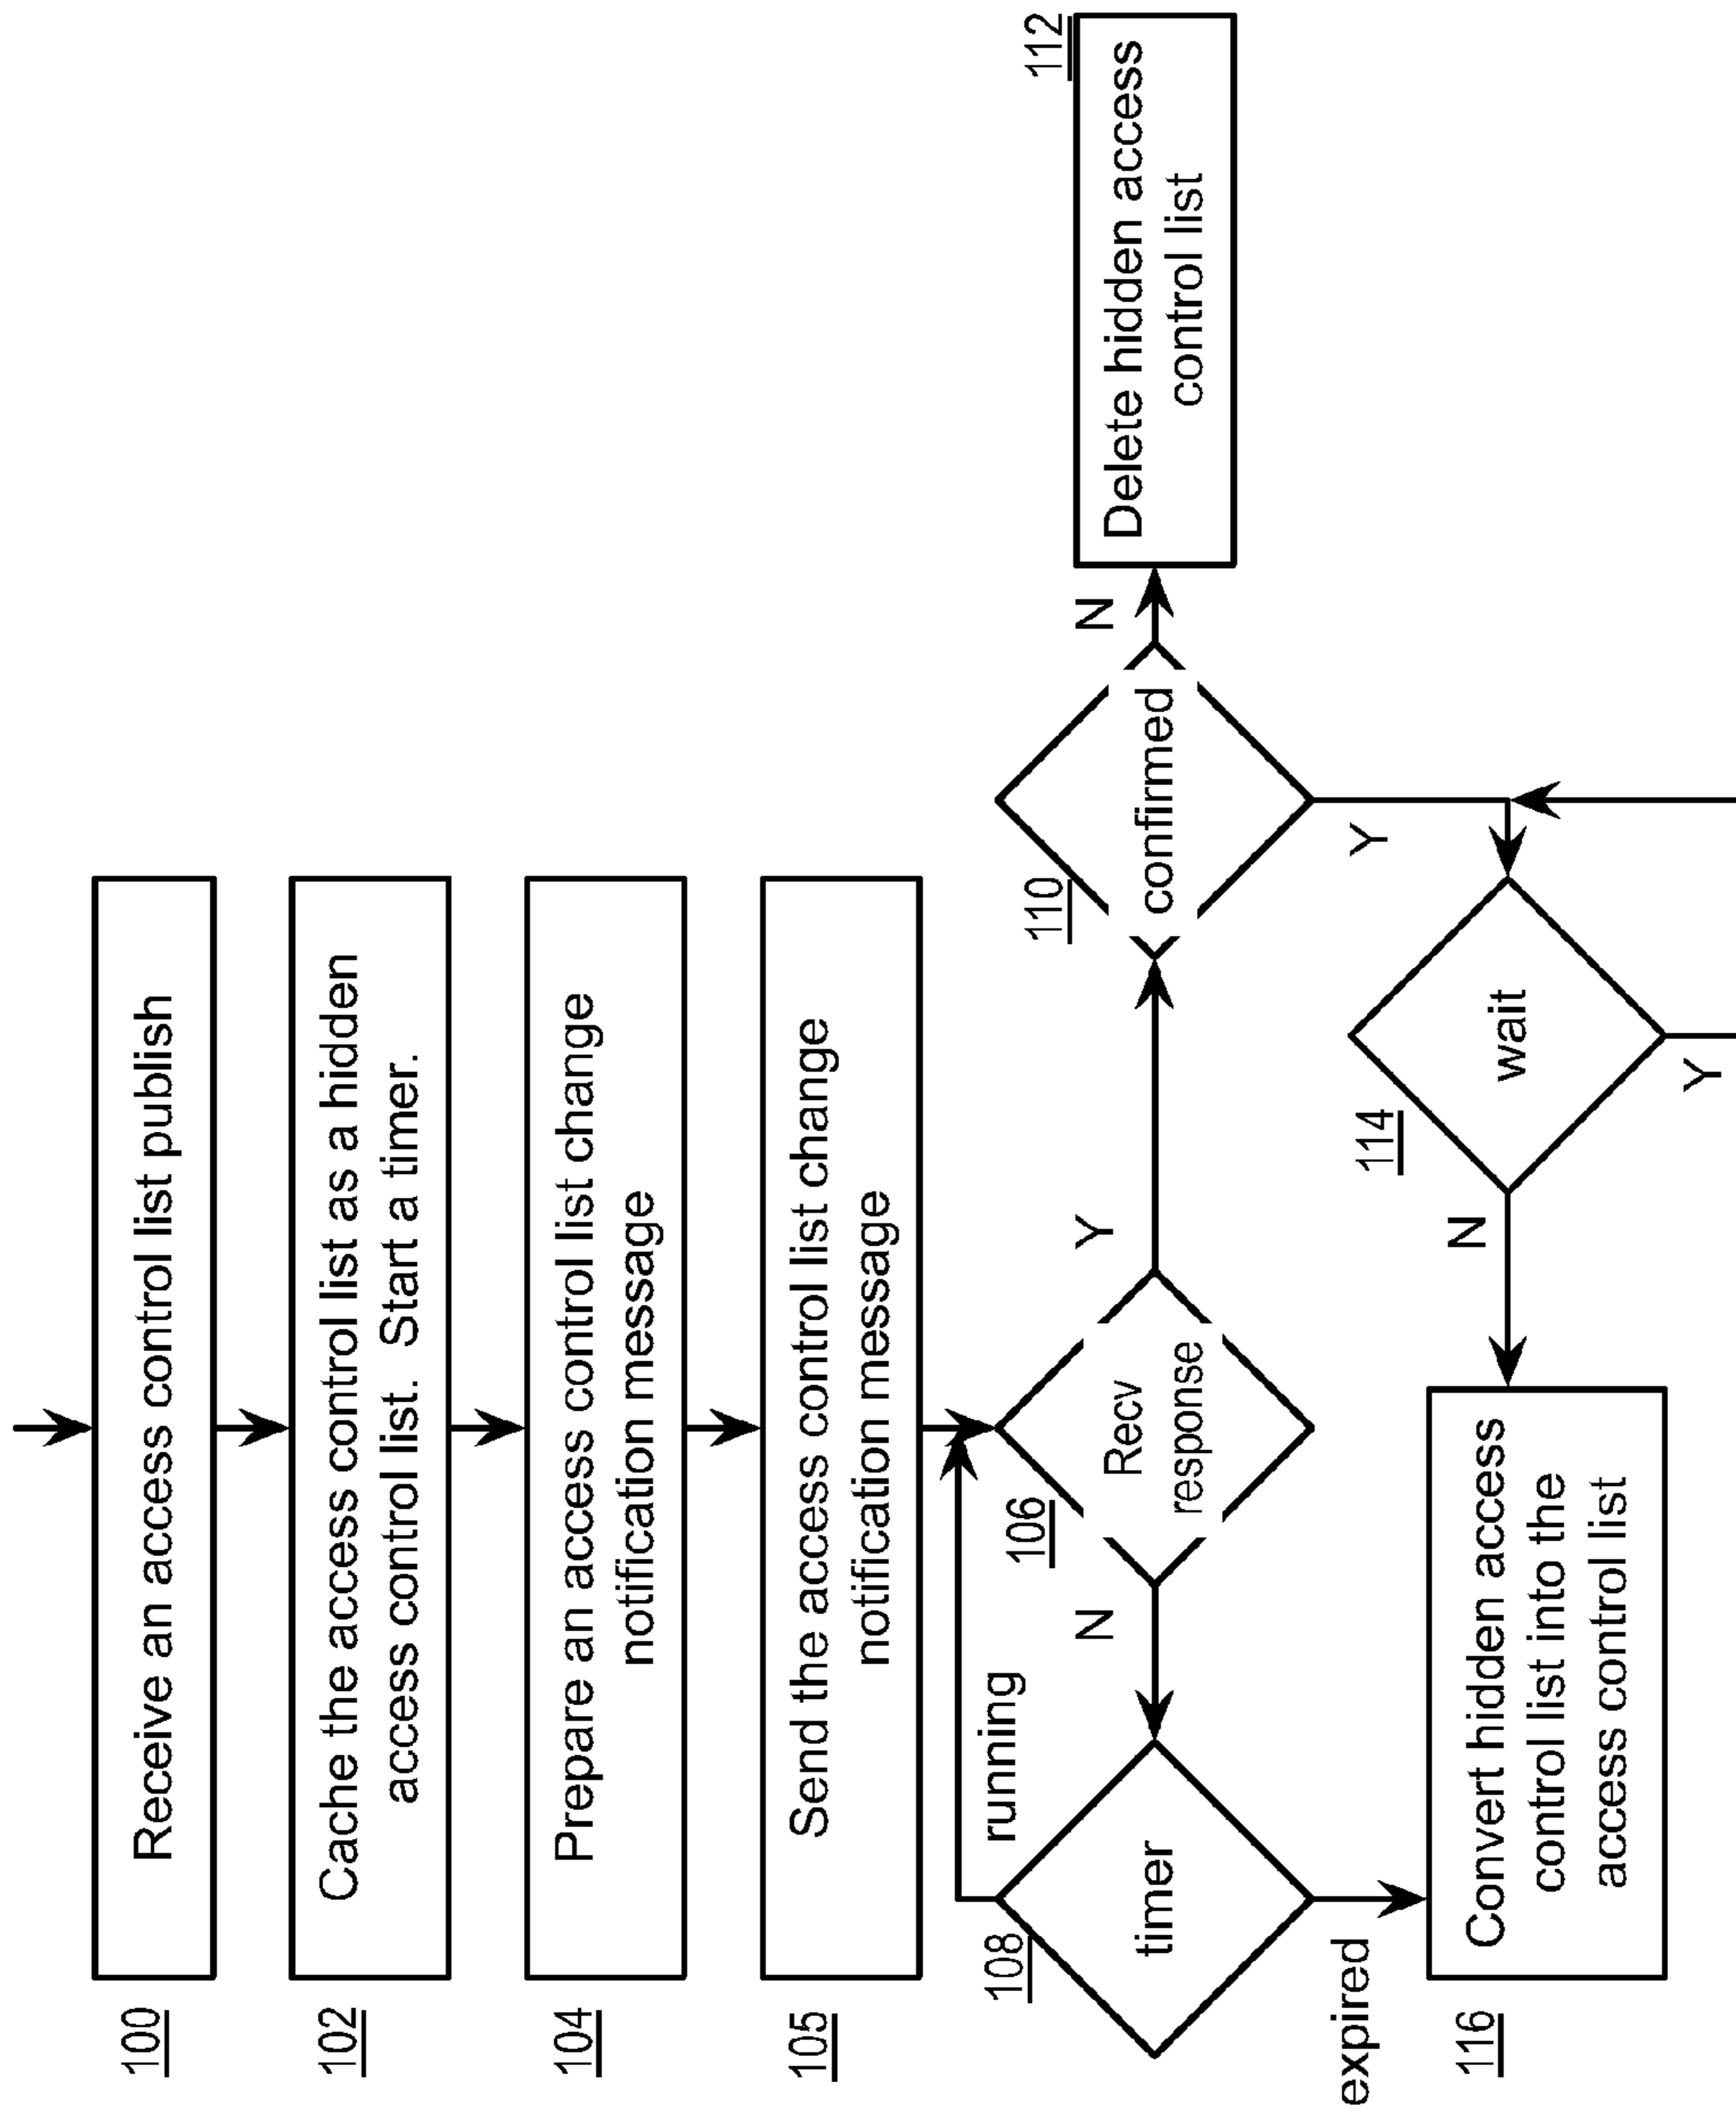 100
Receive an access control list publish
102
Cache the access control list as a hidden
access control list.  Start a timer.
104
Prepare an access control list change
notification message
105
Send the access control list change
notification message
106
Recv
response
N
Y
108
timer
running
expired
110
confirmed
N
Y
112
Delete hidden access
control list
114
wait
N
Y
116
Convert hidden access
control list into the
access control list